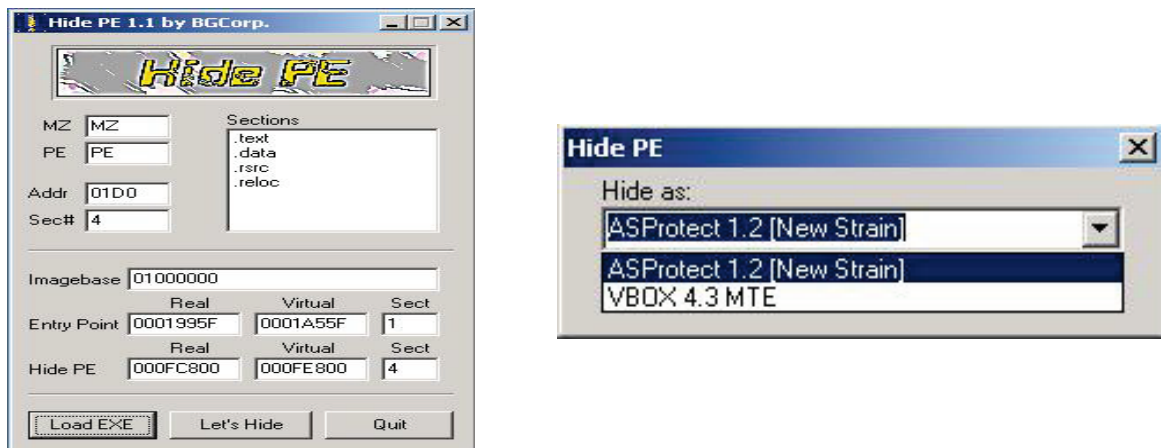 Hide PE 1.1 by BGCorp.
Hide PE
MZ MZ
PE PE
Addr 01D0
Sec# 4
Sections
.text
.data
.rsrc
.reloc
Imagebase 01000000
Real Virtual Sect
Entry Point 0001995F 0001A55F 1
Real Virtual Sect
Hide PE 000FC800 000FE800 4
Load EXE Let's Hide Quit
Hide PE
Hide as:
ASProtect 1.2 [New Strain]
ASProtect 1.2 [New Strain]
VBOX 4.3 MTE